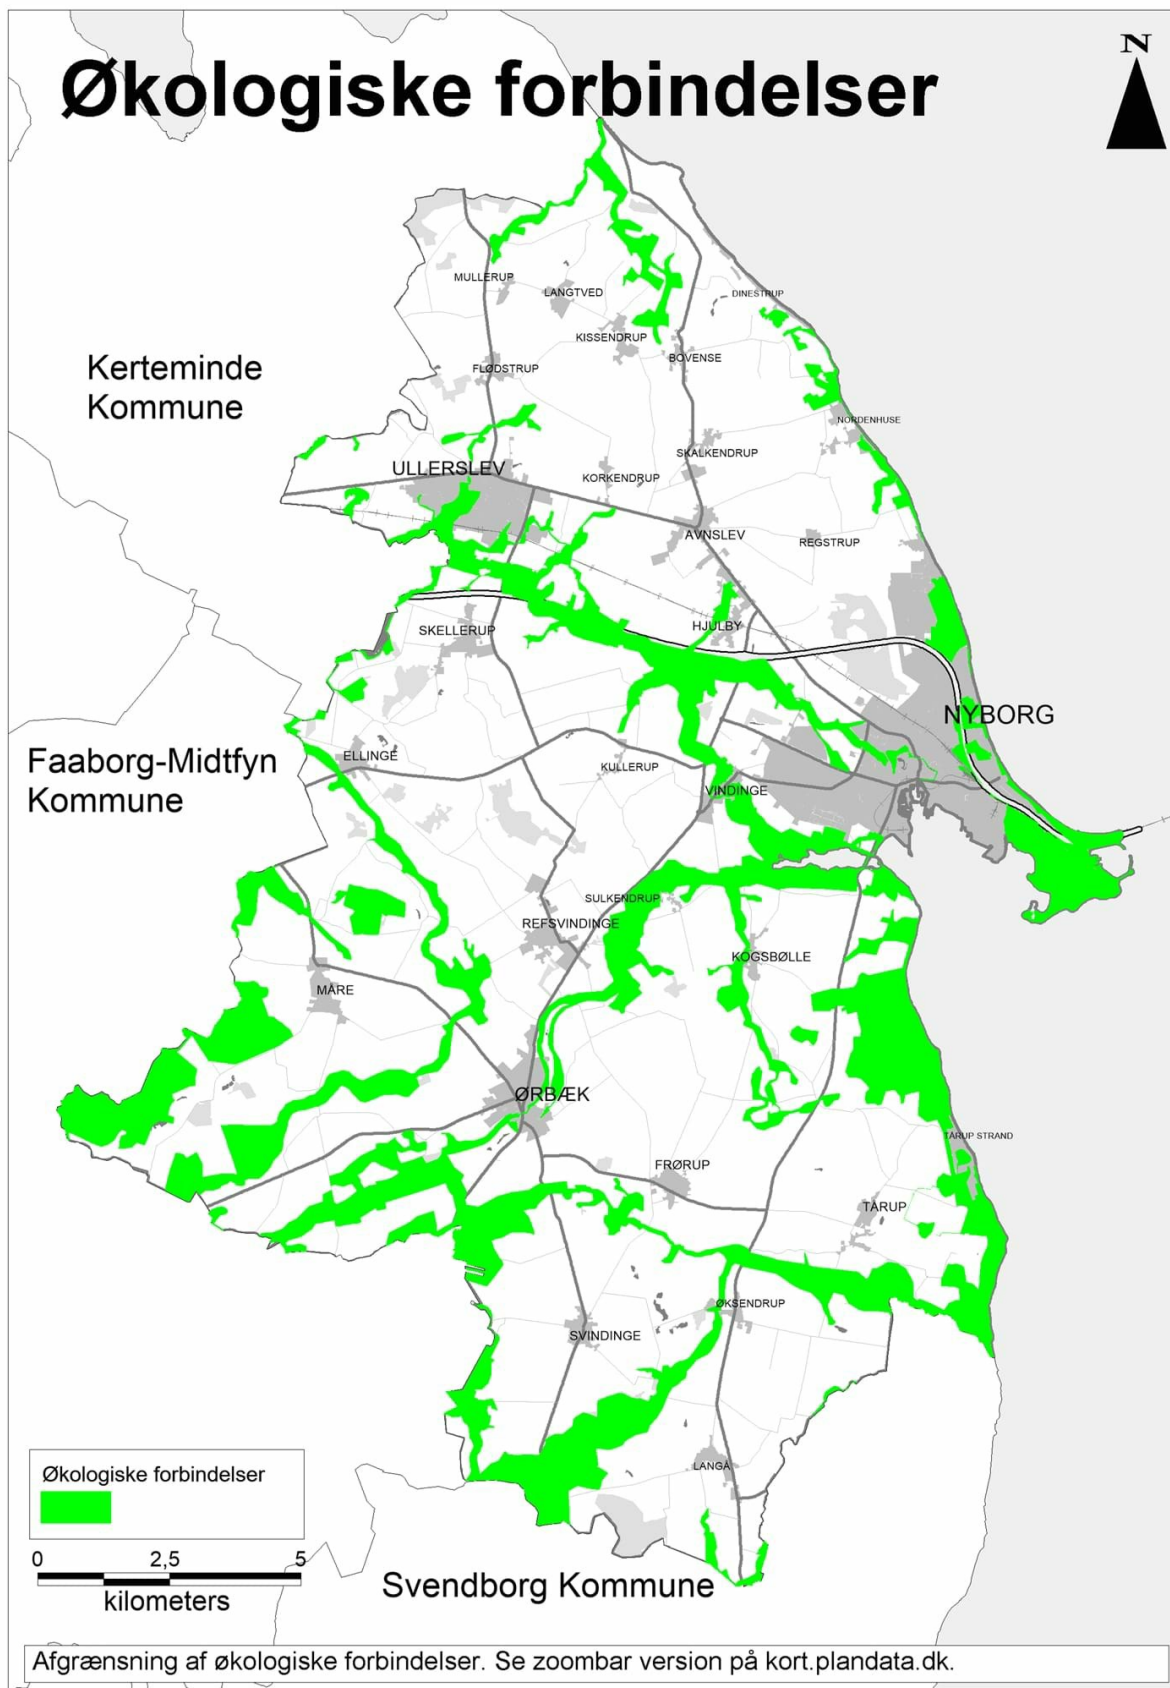 Økologiske forbindelser
N
MULLERUP
LANGTVED
DINESTRUP
KISSENDRUP
BOVENSE
Kerteminde
Kommune
FLØDSTRUP
NORDENHUSE
SKALKENDRUP
ULLERSLEV
KORKENDRUP
AVNSLEV
REGSTRUP
HJULBY
SKELLERUP
NYBORG
Faaborg-Midtfyn
Kommune
ELLINGE
KULLERUP
VINDINGE
SULKENDRUP
REFSVINDINGE
KOGSBØLLE
MÅRE
ØRBÆK
TÅRUP STRAND
FRØRUP
TÅRUP
ØKSENDRUP
SVINDINGE
LANGÅ
Økologiske forbindelser
0 2,5 5
kilometers
Svendborg Kommune
Afgrænsning af økologiske forbindelser. Se zoombar version på kort.plandata.dk.